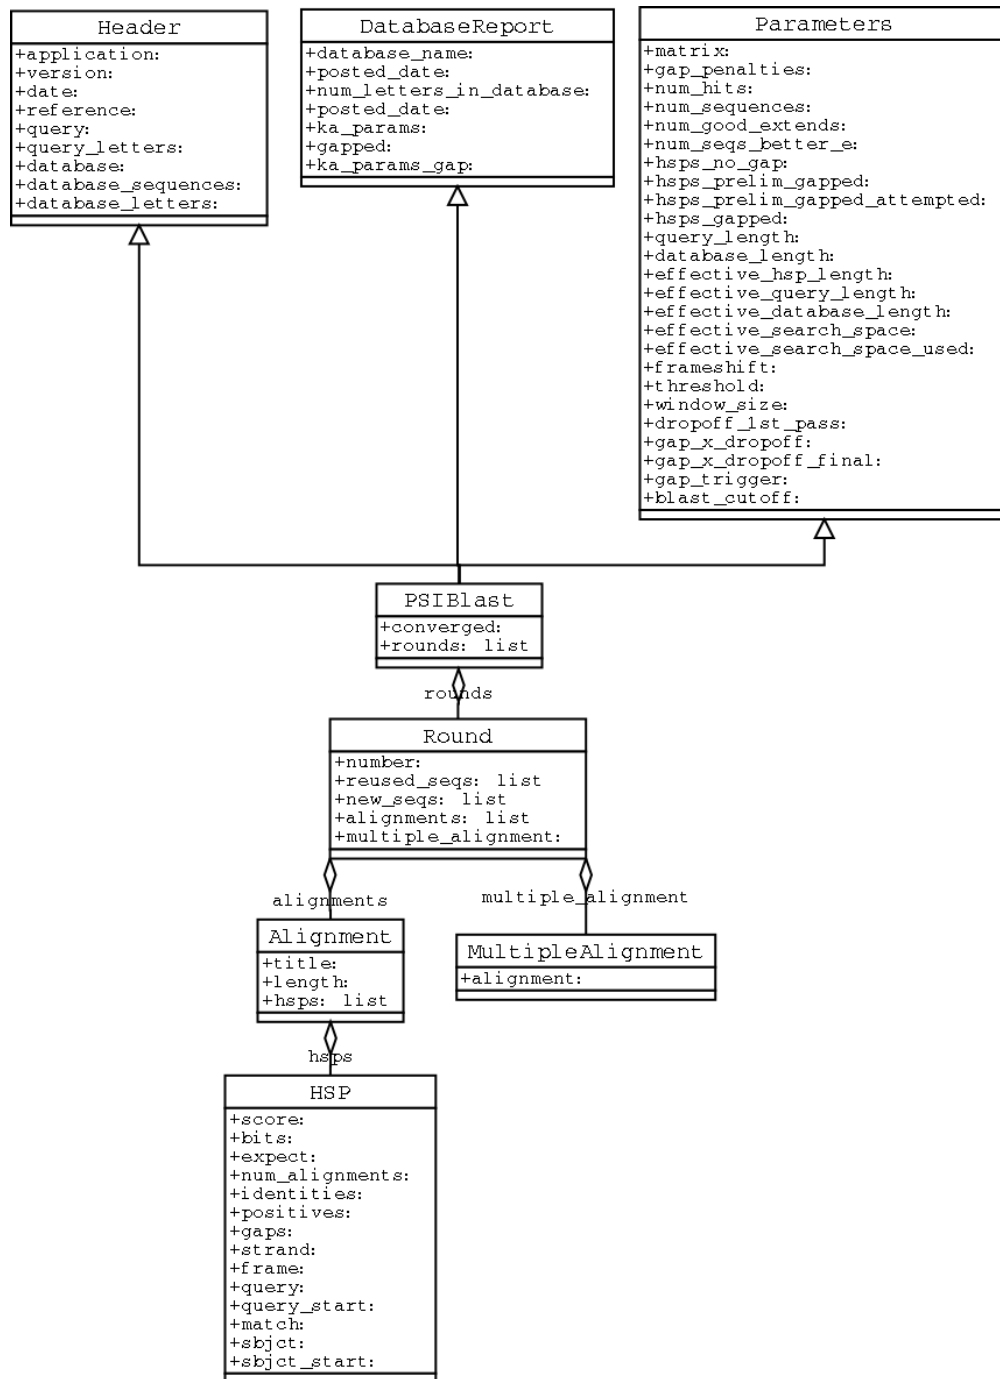 Header
+application:
+version:
+date:
+reference:
+query:
+query_letters:
+database:
+database_sequences:
+database_letters:
DatabaseReport
+database_name:
+posted_date:
+num_letters_in_database:
+posted_date:
+ka_params:
+gapped:
+ka_params_gap:
Parameters
+matrix:
+gap_penalties:
+num_hits:
+num_sequences:
+num_good_extends:
+num_seqs_better_e:
+hsps_no_gap:
+hsps_prelim_gapped:
+hsps_prelim_gapped_attempted:
+hsps_gapped:
+query_length:
+database_length:
+effective_hsp_length:
+effective_query_length:
+effective_database_length:
+effective_search_space:
+effective_search_space_used:
+frameshift:
+threshold:
+window_size:
+dropoff_1st_pass:
+gap_x_dropoff:
+gap_x_dropoff_final:
+gap_trigger:
+blast_cutoff:
PSIBlast
+converged:
+rounds: list
rounds
Round
+number:
+reused_seqs: list
+new_seqs: list
+alignments: list
+multiple_alignment:
alignments
multiple_alignment
Alignment
+title:
+length:
+hsps: list
MultipleAlignment
+alignment:
hsps
HSP
+score:
+bits:
+expect:
+num_alignments:
+identities:
+positives:
+gaps:
+strand:
+frame:
+query:
+query_start:
+match:
+sbjct:
+sbjct_start: